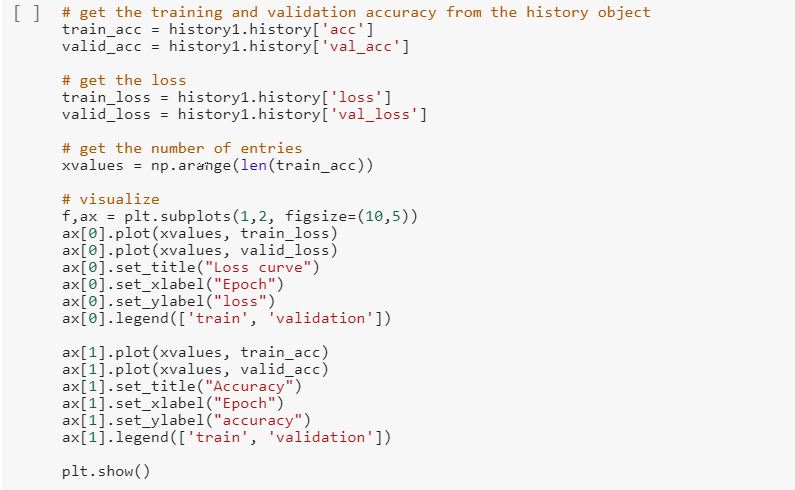 [ ] # get the training and validation accuracy from the history object
train_acc = history1.history['acc']
valid_acc = history1.history['val_acc']

# get the loss
train_loss = history1.history['loss']
valid_loss = history1.history['val_loss']

# get the number of entries
xvalues = np.arange(len(train_acc))

# visualize
f,ax = plt.subplots(1,2, figsize=(10,5))
ax[0].plot(xvalues, train_loss)
ax[0].plot(xvalues, valid_loss)
ax[0].set_title("Loss curve")
ax[0].set_xlabel("Epoch")
ax[0].set_ylabel("loss")
ax[0].legend(['train', 'validation'])

ax[1].plot(xvalues, train_acc)
ax[1].plot(xvalues, valid_acc)
ax[1].set_title("Accuracy")
ax[1].set_xlabel("Epoch")
ax[1].set_ylabel("accuracy")
ax[1].legend(['train', 'validation'])

plt.show()